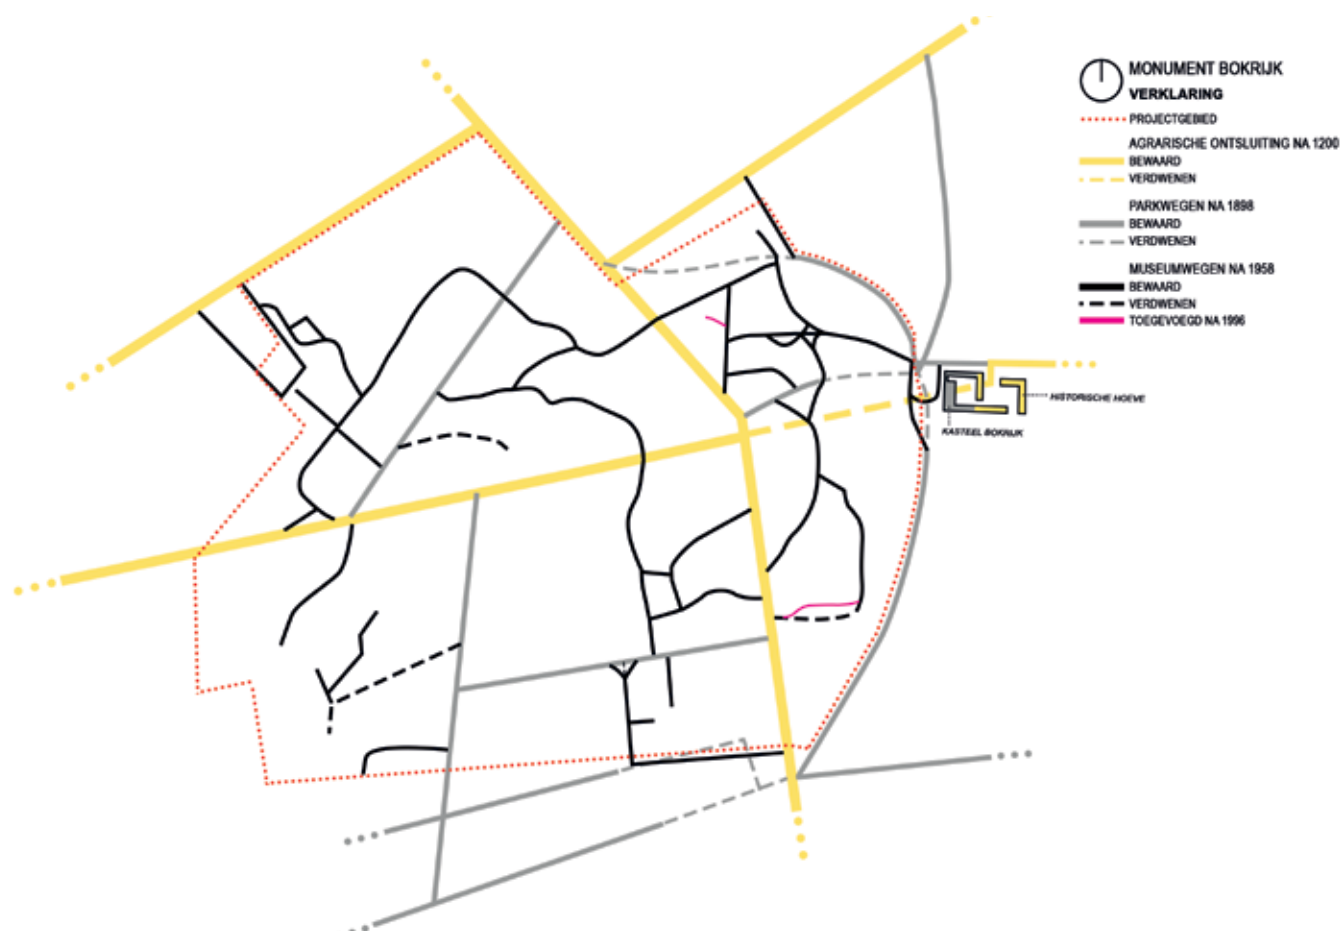 MONUMENT BOKRIJK
VERKLARING
PROJECTGEBIED
AGRARISCHE ONTSLUITING NA 1200
BEWAARD
VERDWENEN
PARKWEGEN NA 1898
BEWAARD
VERDWENEN
MUSEUMWEGEN NA 1958
BEWAARD
VERDWENEN
TOEGEVOEGD NA 1996
HISTORISCHE HOEVE
KASTEEL BOKRIJK